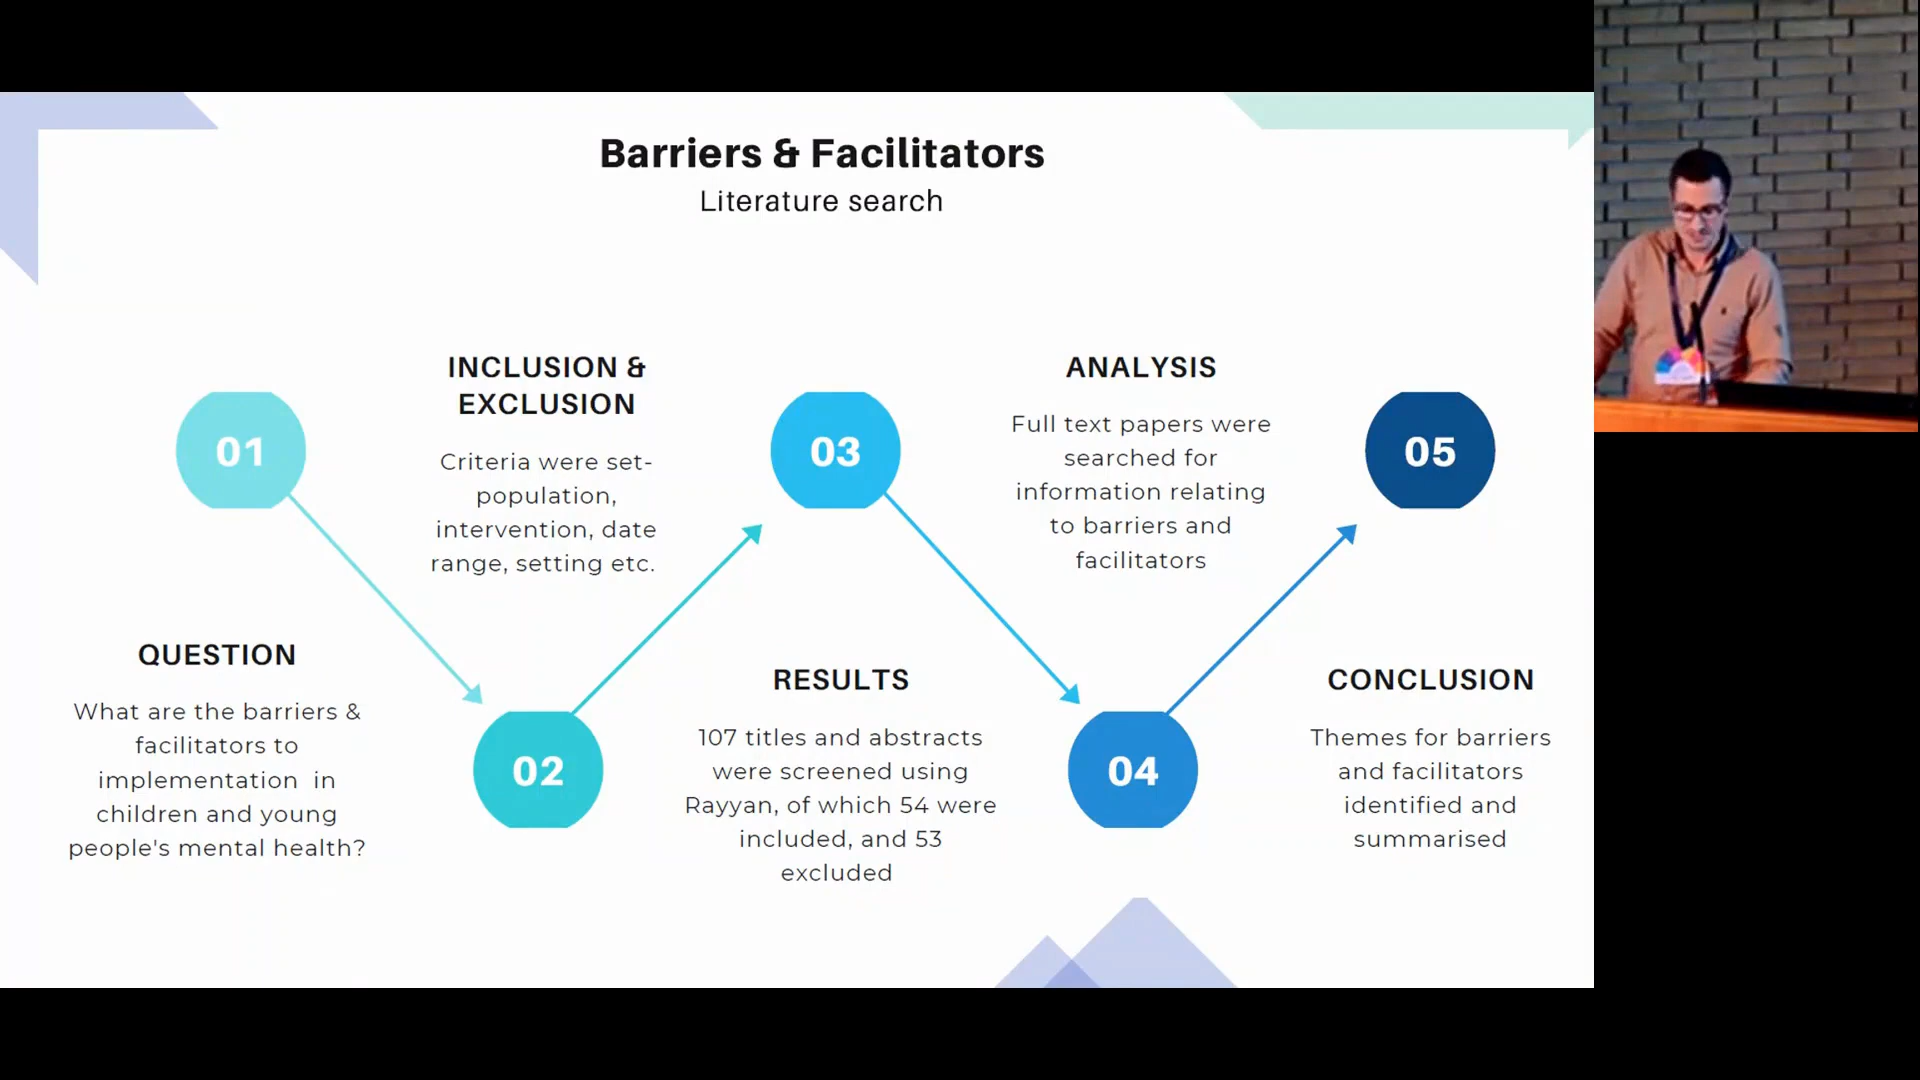 Barriers & Facilitators
Literature search
01
QUESTION
What are the barriers &
facilitators to
implementation in
children and young
people's mental health?
02
INCLUSION &
EXCLUSION
Criteria were set-
population,
intervention, date
range, setting etc.
03
RESULTS
107 titles and abstracts
were screened using
Rayyan, of which 54 were
included, and 53
excluded
04
ANALYSIS
Full text papers were
searched for
information relating
to barriers and
facilitators
05
CONCLUSION
Themes for barriers
and facilitators
identified and
summarised